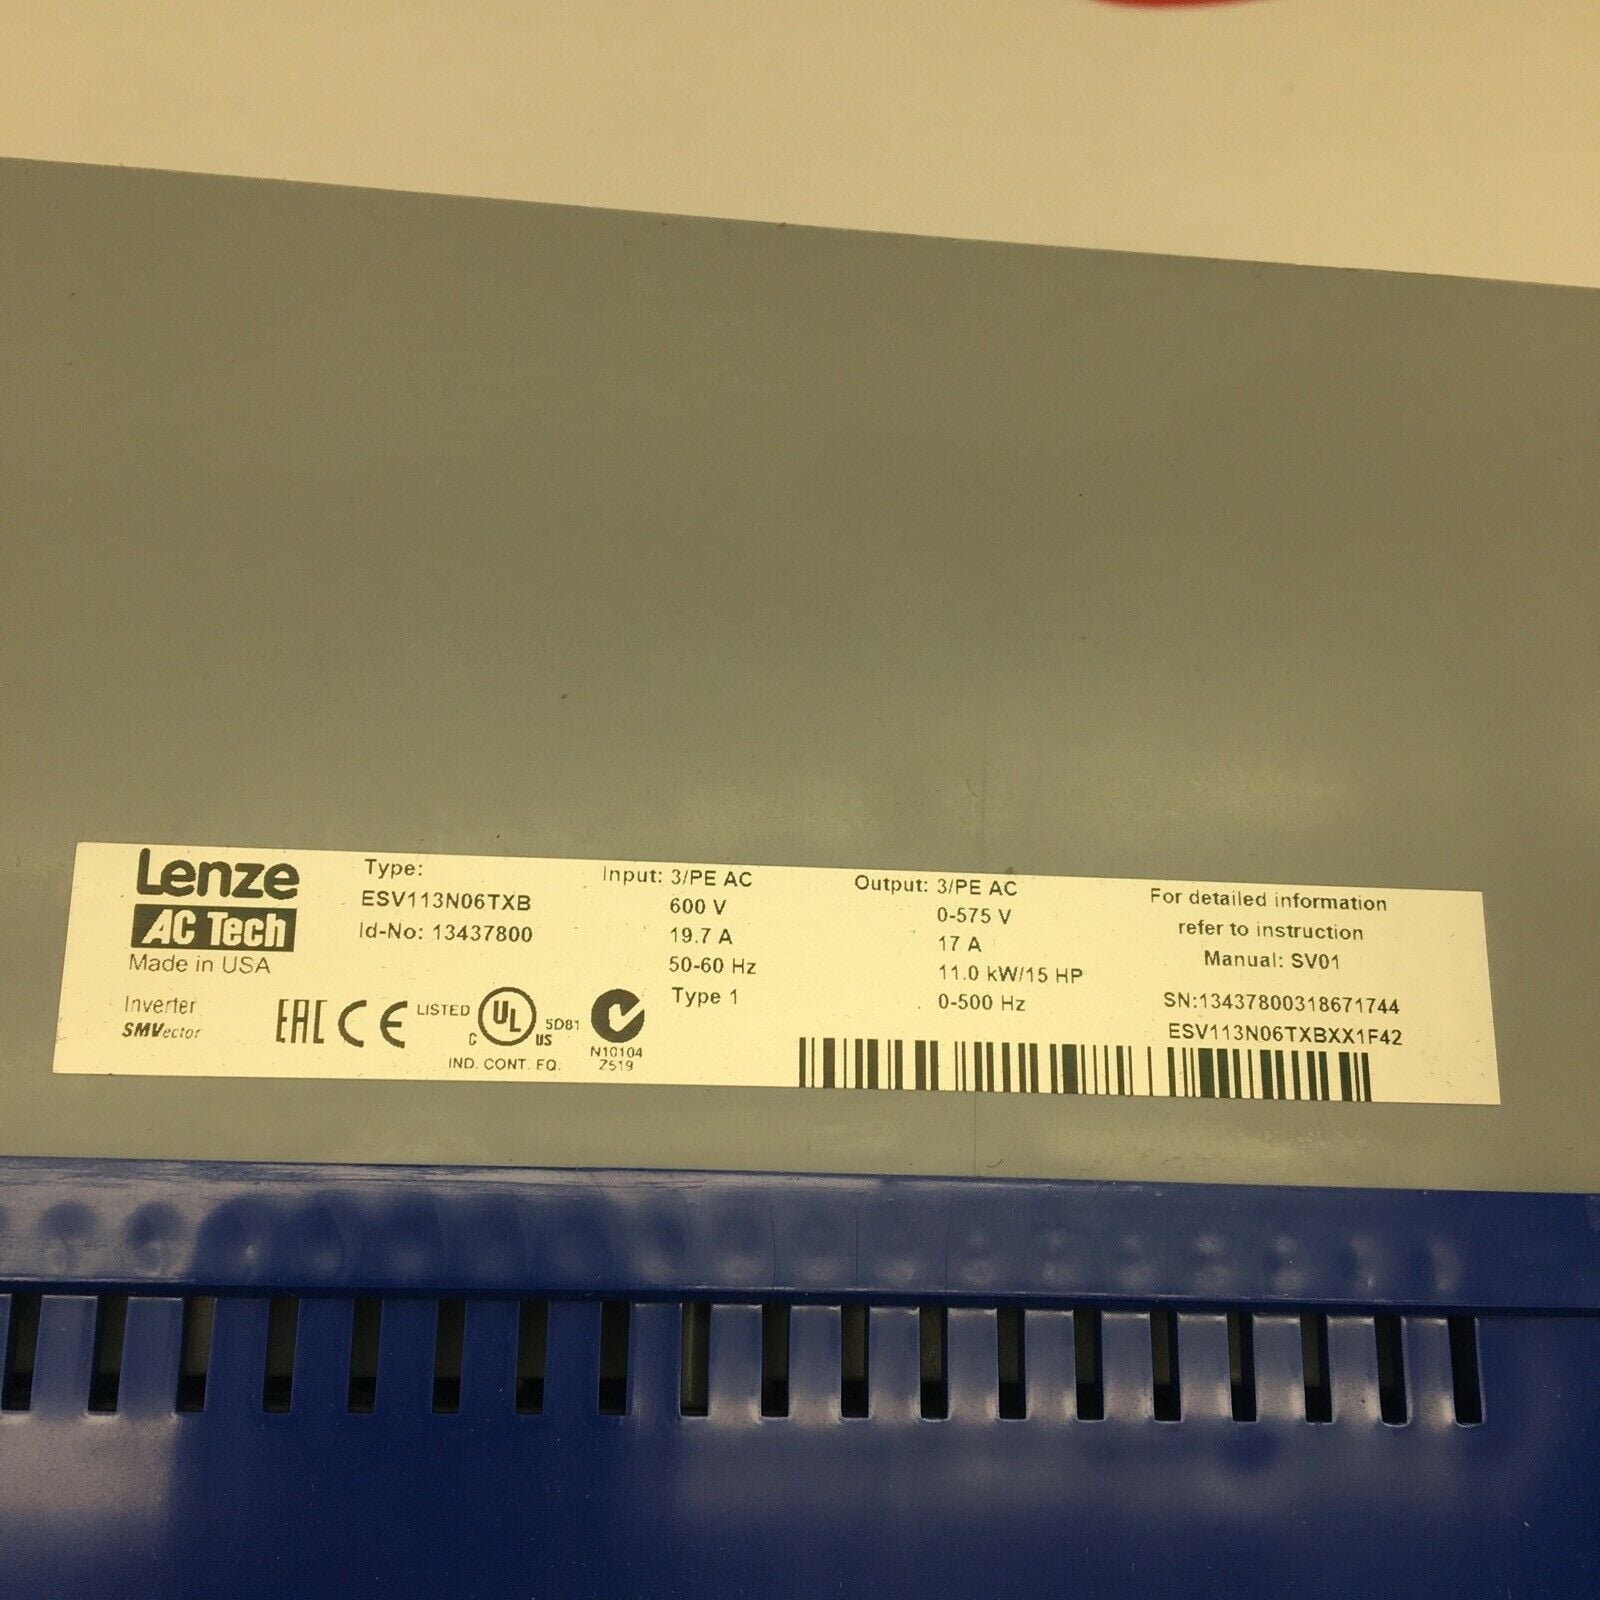 Lenze
AC Tech
Made in USA
Inverter
SMVector
Type:
ESV113N06TXB
Id-No: 13437800
EAC CE LISTED UL C US 5D81
IND. CONT. EQ.
N10104
Z519
Input: 3/PE AC
600 V
19.7 A
50-60 Hz
Type 1
Output: 3/PE AC
0-575 V
17 A
11.0 kW/15 HP
0-500 Hz
For detailed information
refer to instruction
Manual: SV01
SN:13437800318671744
ESV113N06TXBXX1F42